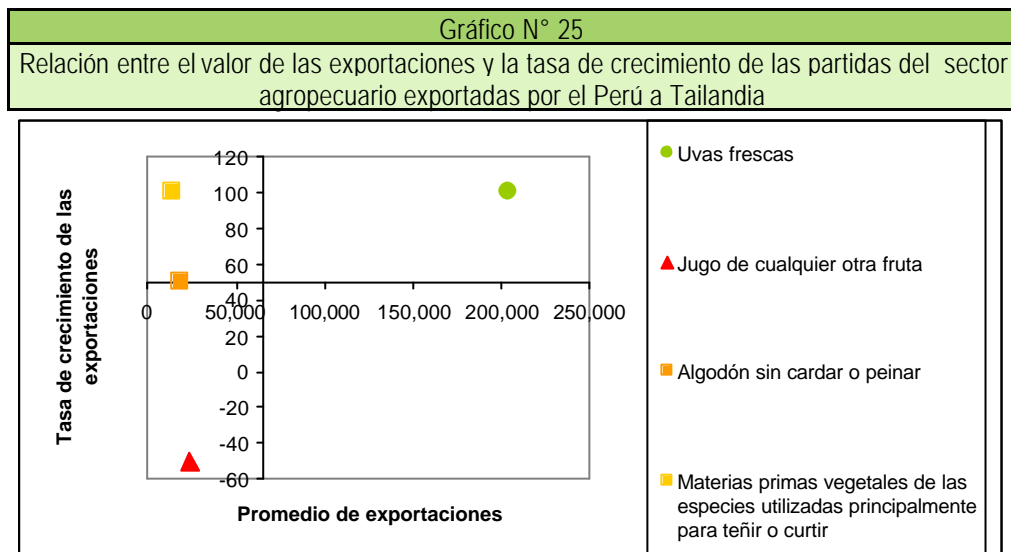 Gráfico N° 25
Relación entre el valor de las exportaciones y la tasa de crecimiento de las partidas del sector
agropecuario exportadas por el Perú a Tailandia
Tasa de crecimiento de las
exportaciones
120
100
80
60
40
20
0
-20
-40
-60
0
50,000
100,000
150,000
200,000
250,000
Promedio de exportaciones
Uvas frescas
Jugo de cualquier otra fruta
Algodón sin cardar o peinar
Materias primas vegetales de las
especies utilizadas principalmente
para teñir o curtir